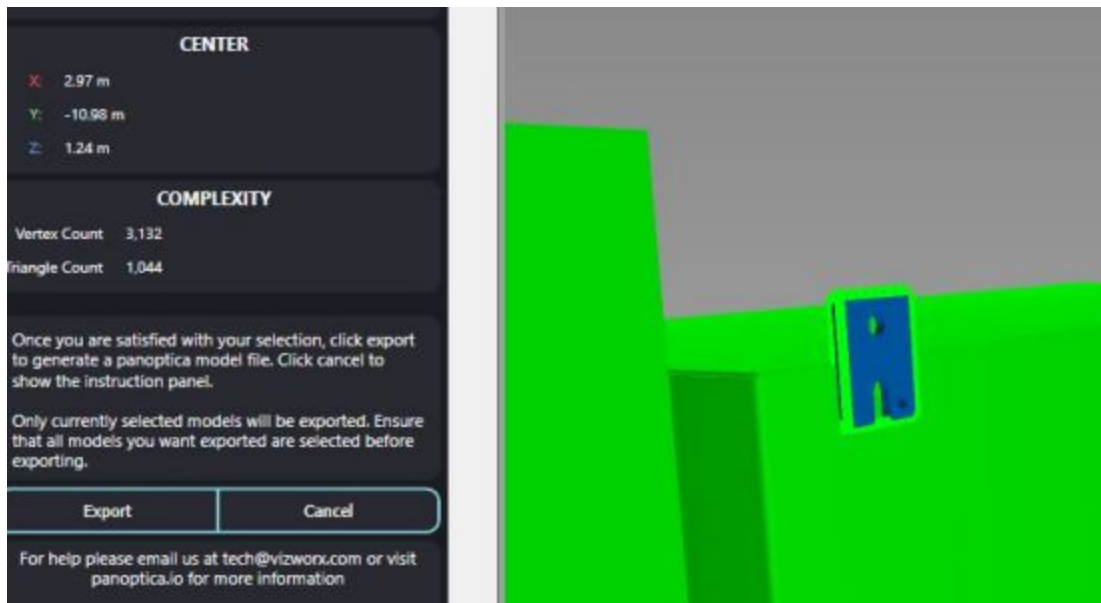 CENTER
X: 2.97 m
Y: -10.98 m
Z: 1.24 m
COMPLEXITY
Vertex Count 3,132
Triangle Count 1,044
Once you are satisfied with your selection, click export
to generate a panoptica model file. Click cancel to
show the instruction panel.
Only currently selected models will be exported. Ensure
that all models you want exported are selected before
exporting.
Export Cancel
For help please email us at tech@vizworx.com or visit
panoptica.io for more information